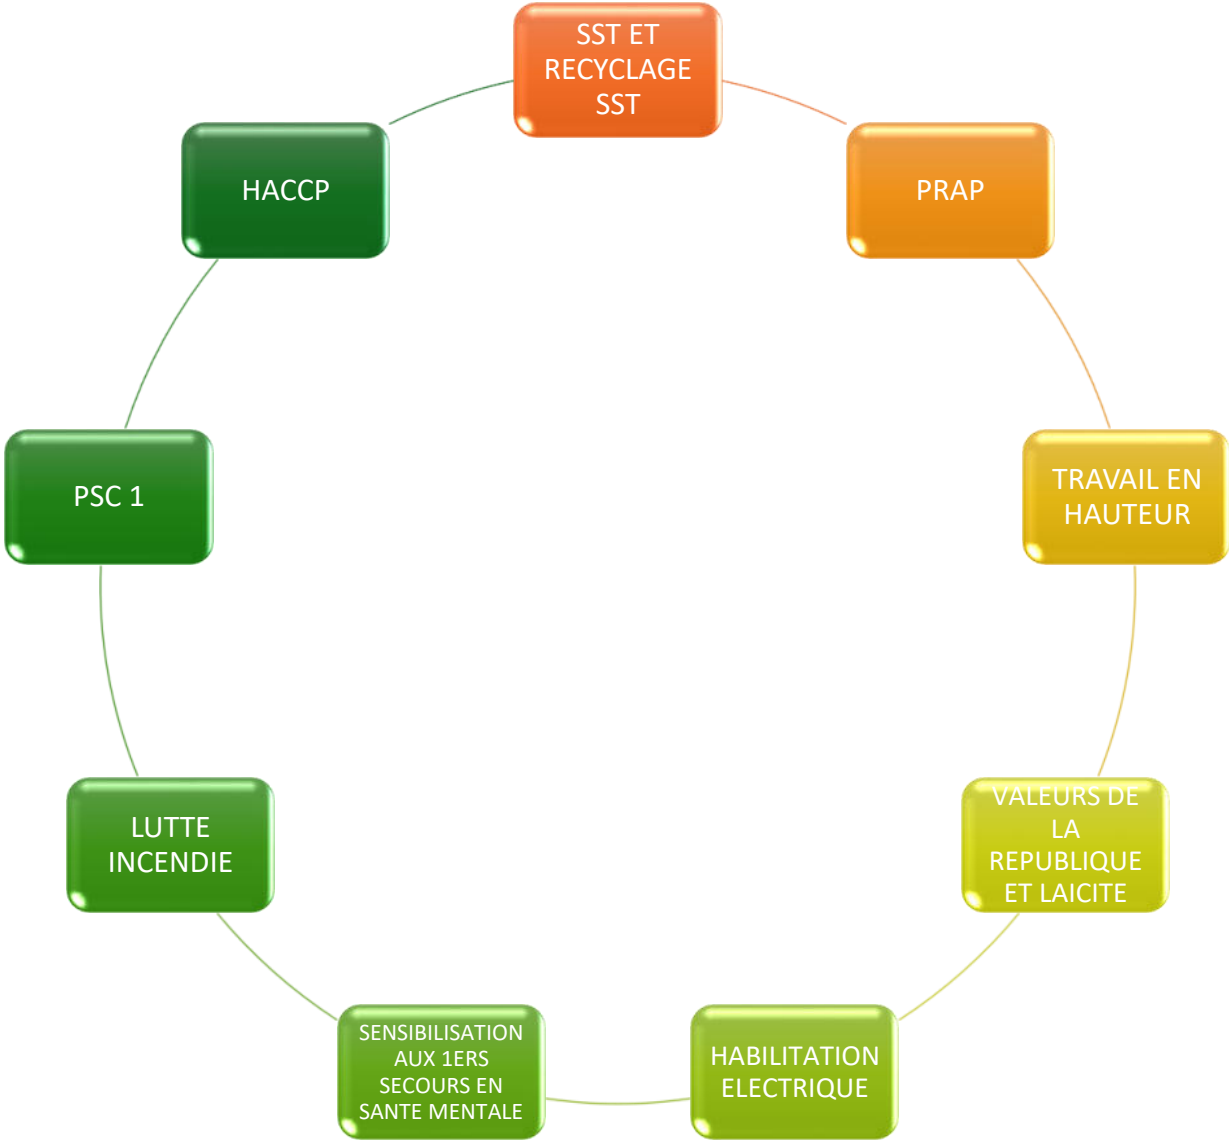 SST ET
RECYCLAGE
SST
PRAP
TRAVAIL EN
HAUTEUR
VALEURS DE
LA
REPUBLIQUE
ET LAICITE
HABILITATION
ELECTRIQUE
SENSIBILISATION
AUX 1ERS
SECOURS EN
SANTE MENTALE
LUTTE
INCENDIE
PSC 1
HACCP